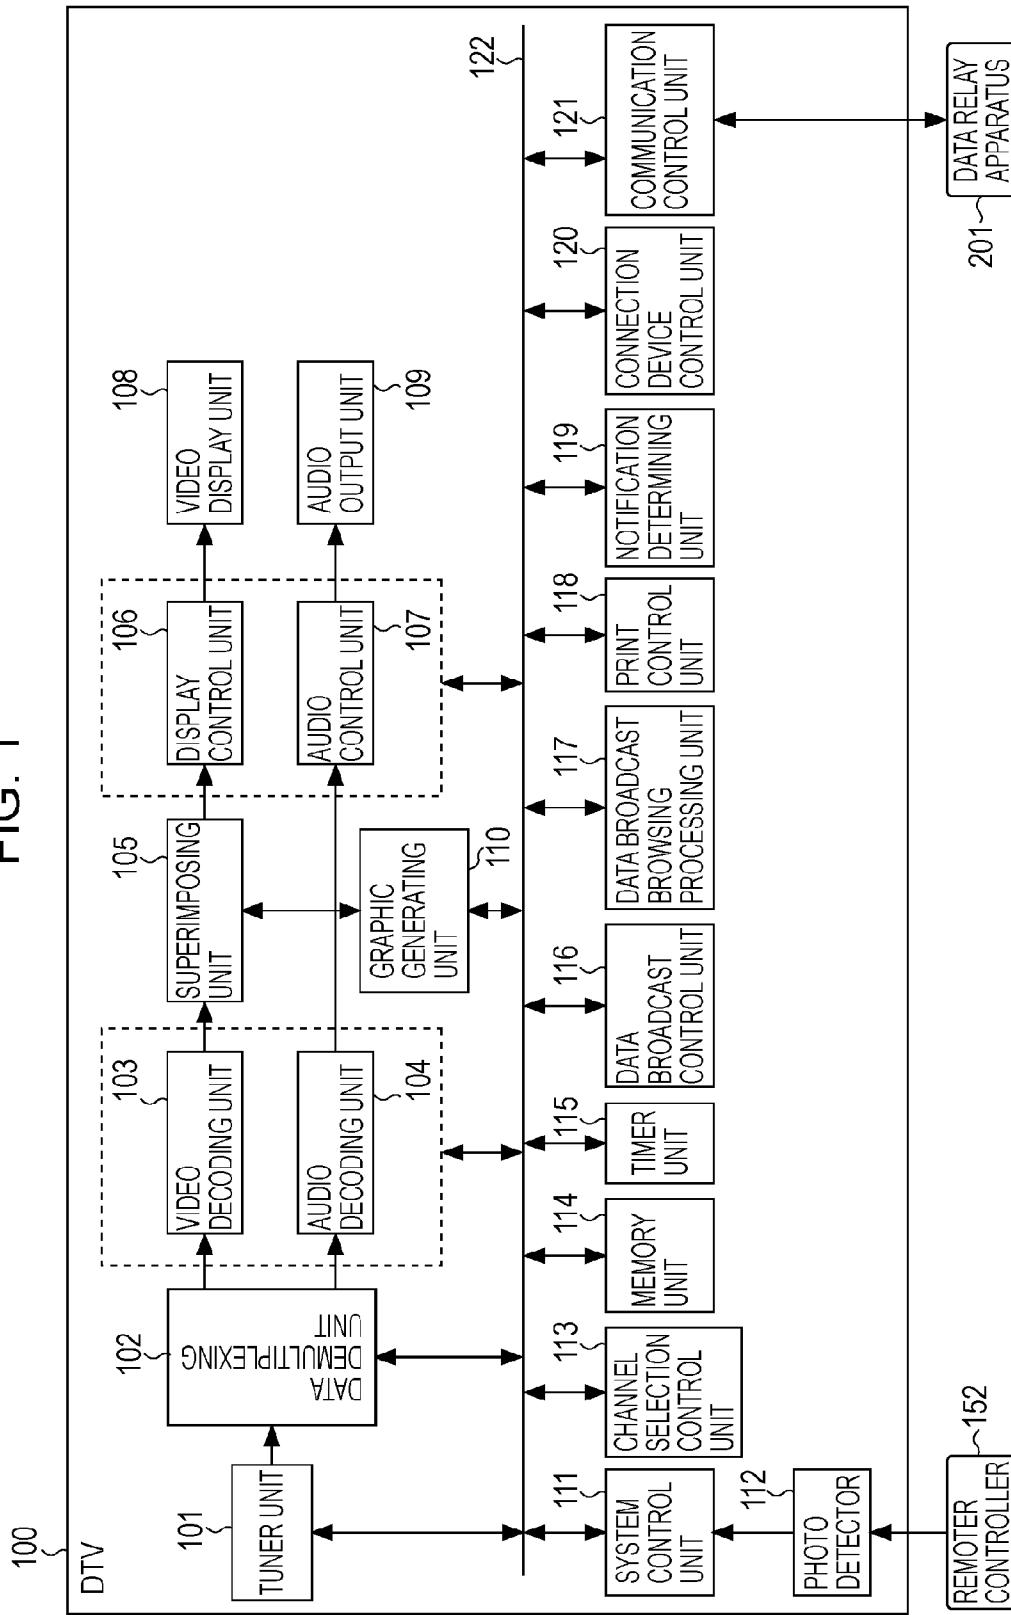 FIG. 1
100
DTV
101
TUNER UNIT
102
DATA
DEMULTIPLEXING
UNIT
103
VIDEO
DECODING UNIT
104
AUDIO
DECODING UNIT
105
SUPERIMPOSING
UNIT
106
DISPLAY
CONTROL UNIT
107
AUDIO
CONTROL UNIT
108
VIDEO
DISPLAY UNIT
109
AUDIO
OUTPUT UNIT
110
GRAPHIC
GENERATING
UNIT
122
111
SYSTEM
CONTROL
UNIT
112
PHOTO
DETECTOR
113
CHANNEL
SELECTION
CONTROL
UNIT
114
MEMORY
UNIT
115
TIMER
UNIT
116
DATA
BROADCAST
CONTROL UNIT
117
DATA BROADCAST
BROWSING
PROCESSING UNIT
118
PRINT
CONTROL
UNIT
119
NOTIFICATION
DETERMINING
UNIT
120
CONNECTION
DEVICE
CONTROL UNIT
121
COMMUNICATION
CONTROL UNIT
152
REMOTER
CONTROLLER
201
DATA RELAY
APPARATUS